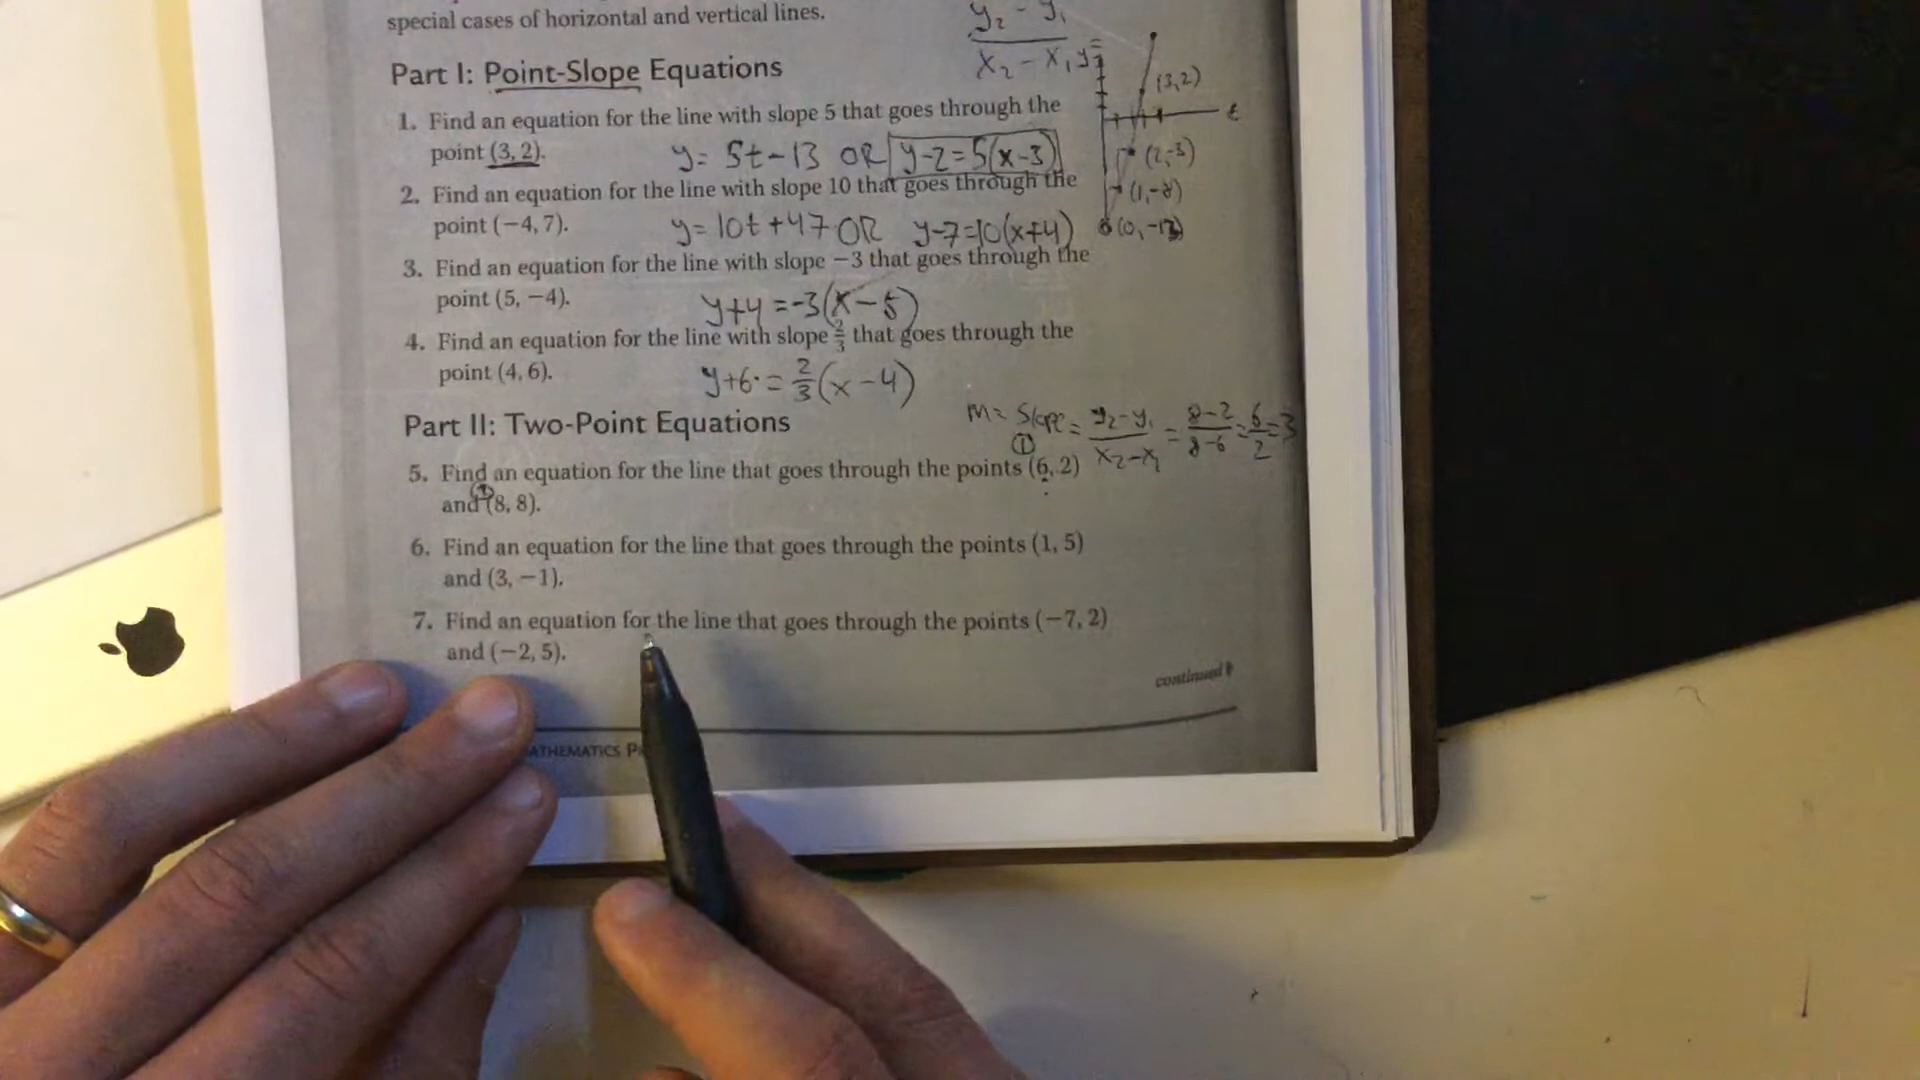 special cases of horizontal and vertical lines.
y₂ - y₁
x₂ - x₁
y
Part I: Point-Slope Equations
(3,2)
t
1. Find an equation for the line with slope 5 that goes through the
point (3, 2).
y = 5t - 13 OR y-2=5(x-3)
(2,-3)
2. Find an equation for the line with slope 10 that goes through the
(1,-8)
point (−4, 7).
y = 10t + 47 OR y-7=10(x+4)
(0,-13)
3. Find an equation for the line with slope −3 that goes through the
point (5, −4).
y+4 = -3(x-5)
4. Find an equation for the line with slope 2/3 that goes through the
point (4, 6).
y+6 = 2/3 (x-4)
Part II: Two-Point Equations
m = slope = y₂-y₁ / x₂-x₁ = 8-2 / 8-6 = 6/2 = 3
5. Find an equation for the line that goes through the points (6, 2)
and (8, 8).
6. Find an equation for the line that goes through the points (1, 5)
and (3, −1).
7. Find an equation for the line that goes through the points (−7, 2)
and (−2, 5).
continued